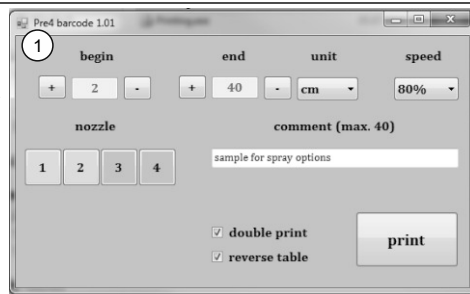 Pre4 barcode 1.01
1
begin end unit speed
+ 2 - + 40 - cm 80%
nozzle comment (max. 40)
1 2 3 4 sample for spray options
double print
reverse table
print